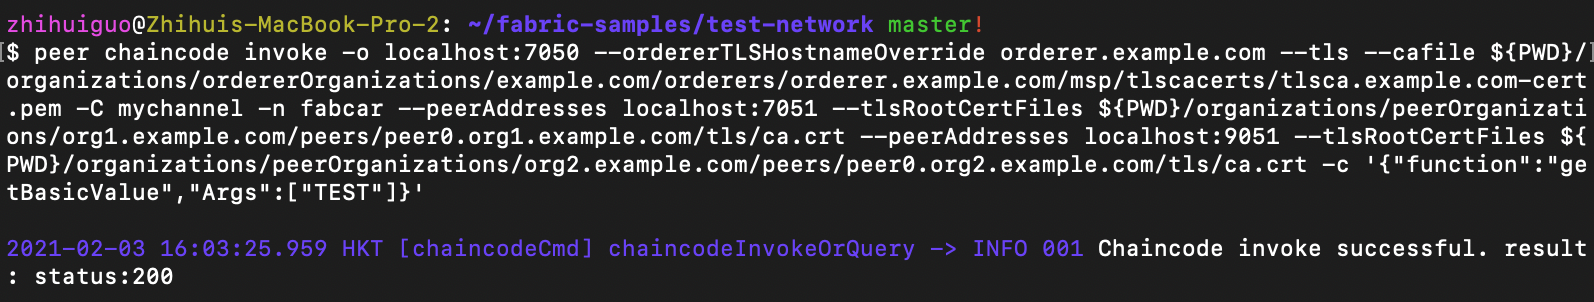 zhihuiguo@Zhihuis-MacBook-Pro-2: ~/fabric-samples/test-network master!
$ peer chaincode invoke -o localhost:7050 --ordererTLSHostnameOverride orderer.example.com --tls --cafile ${PWD}/
organizations/ordererOrganizations/example.com/orderers/orderer.example.com/msp/tlscacerts/tlsca.example.com-cert
.pem -C mychannel -n fabcar --peerAddresses localhost:7051 --tlsRootCertFiles ${PWD}/organizations/peerOrganizati
ons/org1.example.com/peers/peer0.org1.example.com/tls/ca.crt --peerAddresses localhost:9051 --tlsRootCertFiles ${
PWD}/organizations/peerOrganizations/org2.example.com/peers/peer0.org2.example.com/tls/ca.crt -c '{"function":"ge
tBasicValue","Args":["TEST"]}'
2021-02-03 16:03:25.959 HKT [chaincodeCmd] chaincodeInvokeOrQuery -> INFO 001 Chaincode invoke successful. result
: status:200